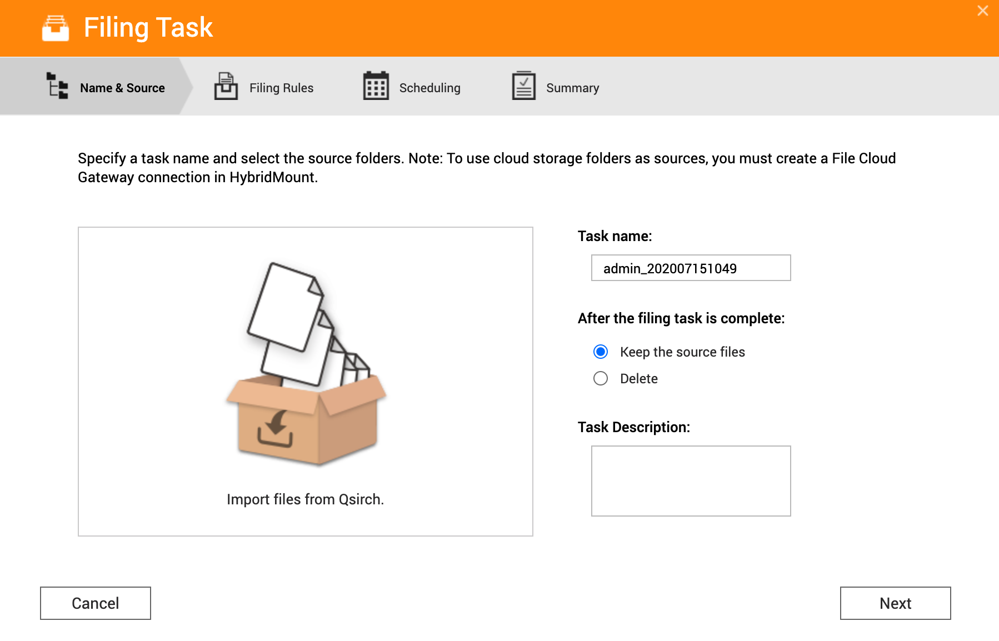 Filing Task
Name & Source
Filing Rules
Scheduling
Summary
Specify a task name and select the source folders. Note: To use cloud storage folders as sources, you must create a File Cloud
Gateway connection in HybridMount.
Import files from Qsirch.
Task name:
admin_202007151049
After the filing task is complete:
Keep the source files
Delete
Task Description:
Cancel
Next